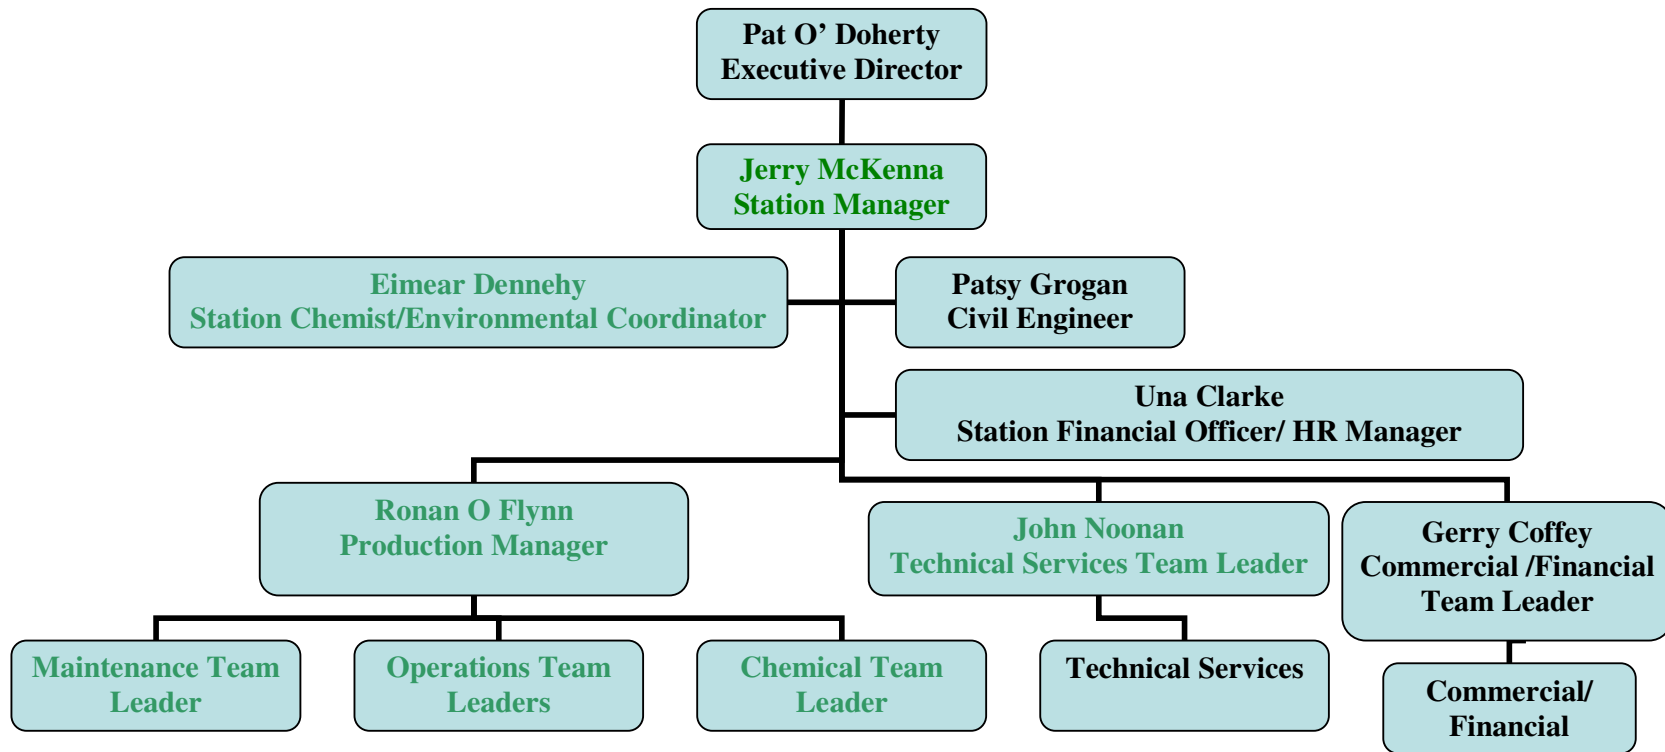 Pat O’ Doherty
Executive Director
Jerry McKenna
Station Manager
Eimear Dennehy
Station Chemist/Environmental Coordinator
Patsy Grogan
Civil Engineer
Una Clarke
Station Financial Officer/ HR Manager
Ronan O Flynn
Production Manager
John Noonan
Technical Services Team Leader
Gerry Coffey
Commercial /Financial
Team Leader
Maintenance Team
Leader
Operations Team
Leaders
Chemical Team
Leader
Technical Services
Commercial/
Financial